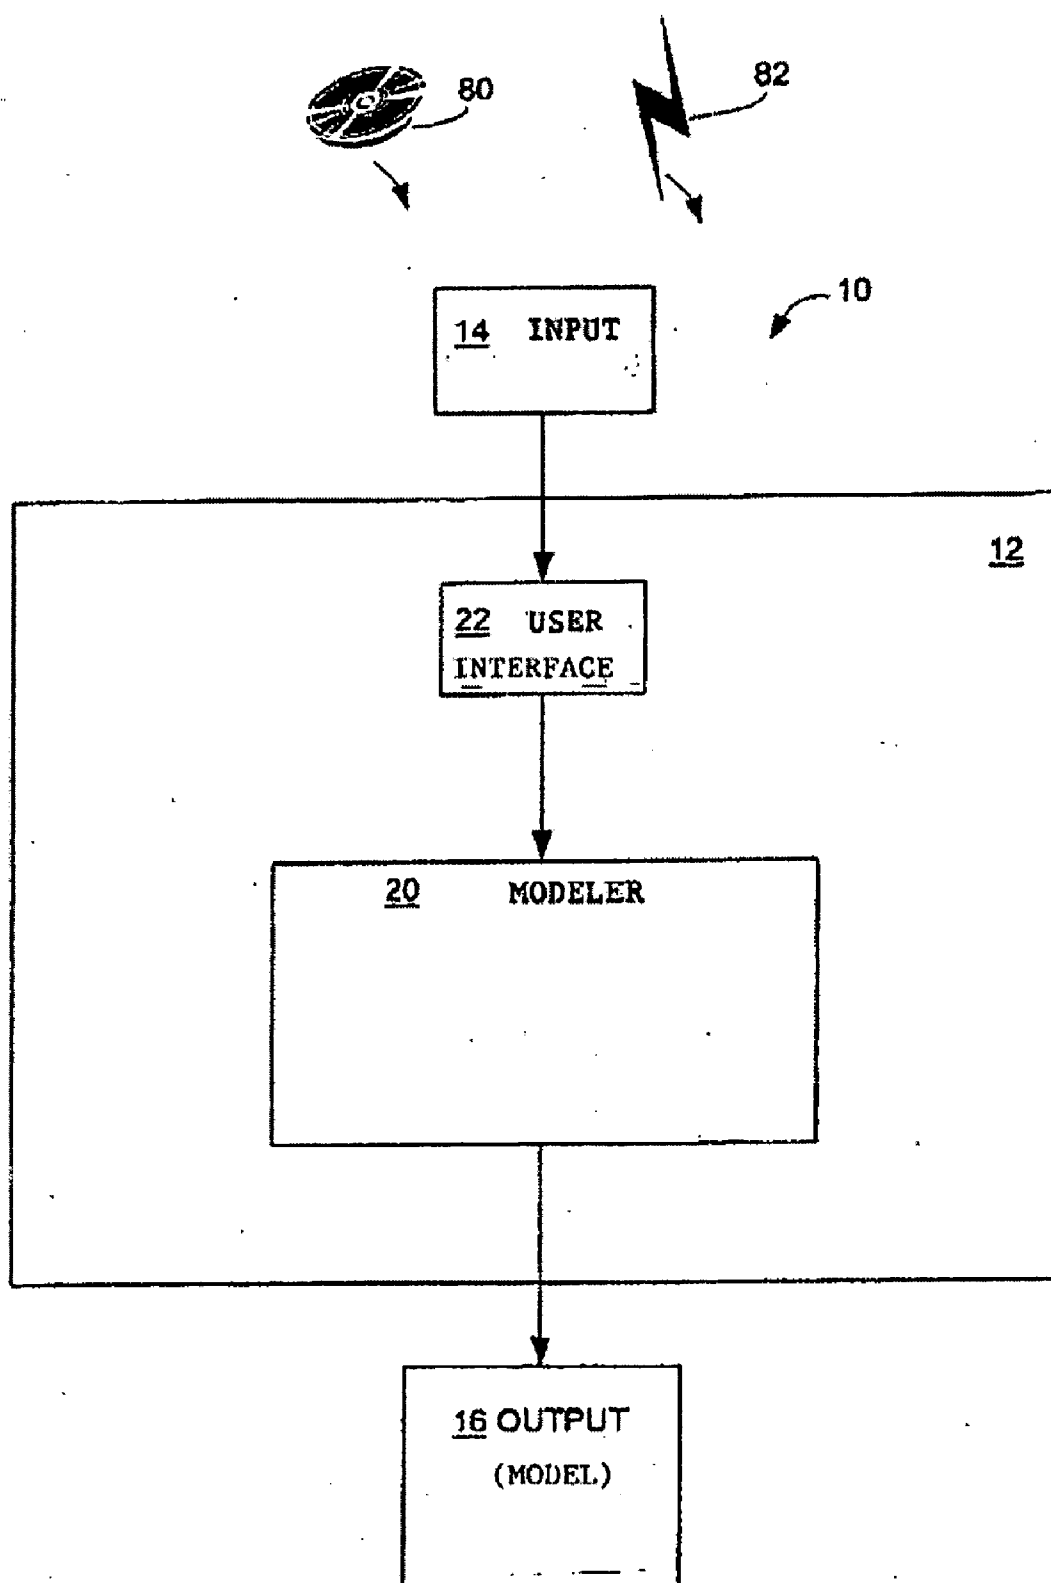 80
82
10
14 INPUT
12
22 USER
INTERFACE
20 MODELER
16 OUTPUT
(MODEL)